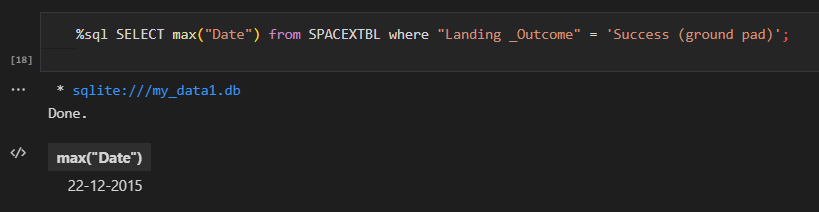 %sql SELECT max("Date") from SPACEXTBL where "Landing _Outcome" = 'Success (ground pad)';
[18]
... * sqlite:///my_data1.db
Done.
</> max("Date")
22-12-2015